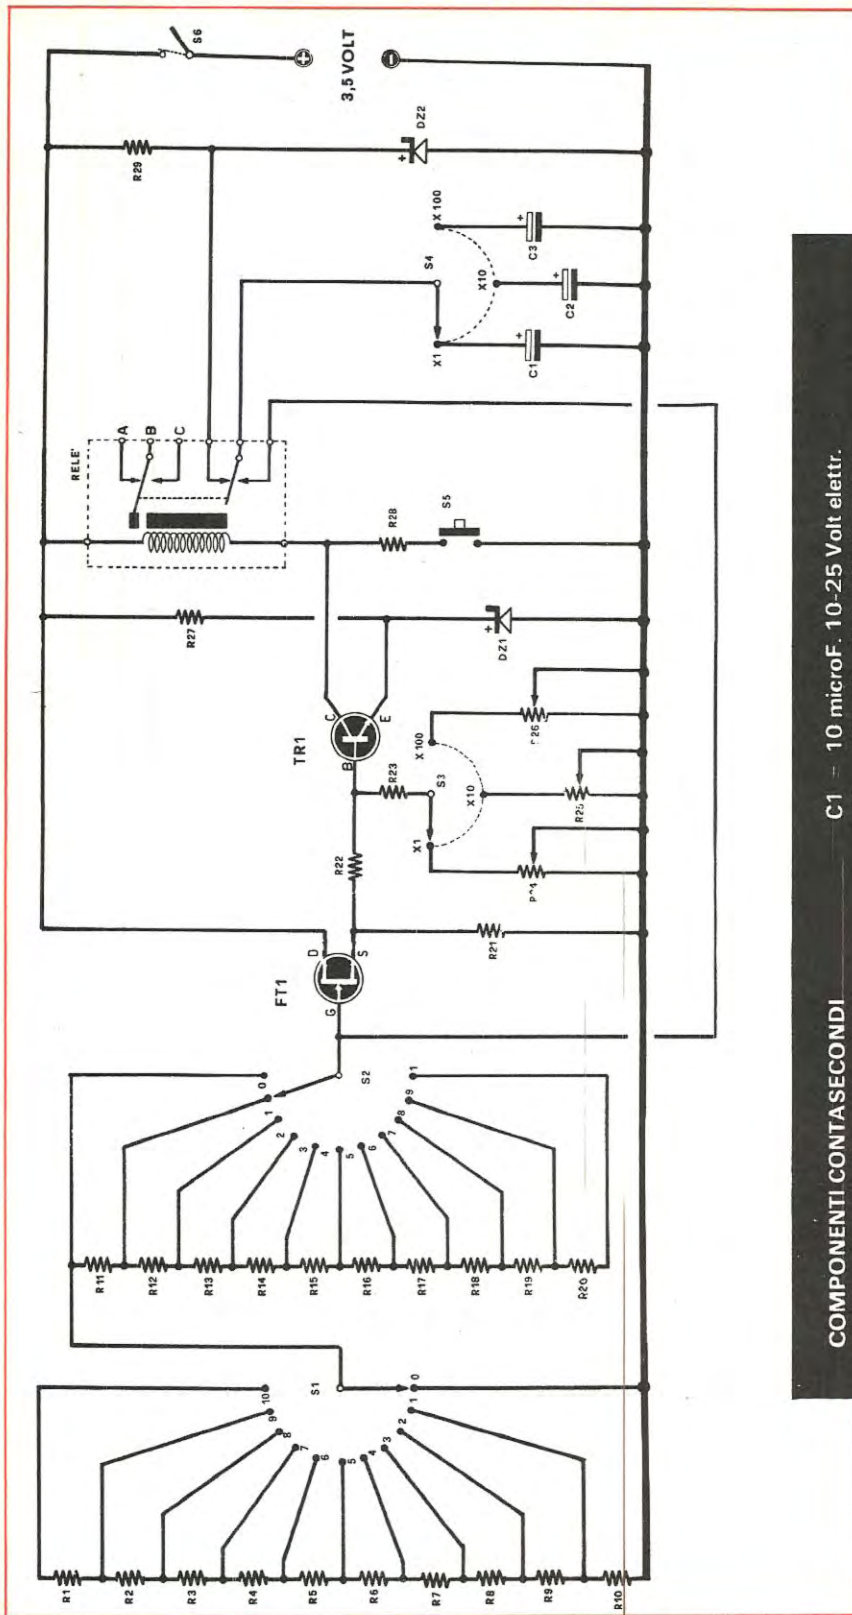 S6
3,5 VOLT
R29
DZ2
X 100
S4
X10
X1
C3
C2
C1
RELE'
A
B
C
S5
R28
R27
DZ1
TR1
C
E
B
R23
X 100
S3
X10
X1
R26
R25
R22
R21
FT1
D
S
G
S2
0
1
2
3
4
5
6
7
8
9
1
R11
R12
R13
R14
R15
R16
R17
R18
R19
R20
S1
10
9
8
7
6
5
4
3
2
1
0
R1
R2
R3
R4
R5
R6
R7
R8
R9
R10
COMPONENTI CONTASECONDI
C1 = 10 microF. 10-25 Volt elettr.